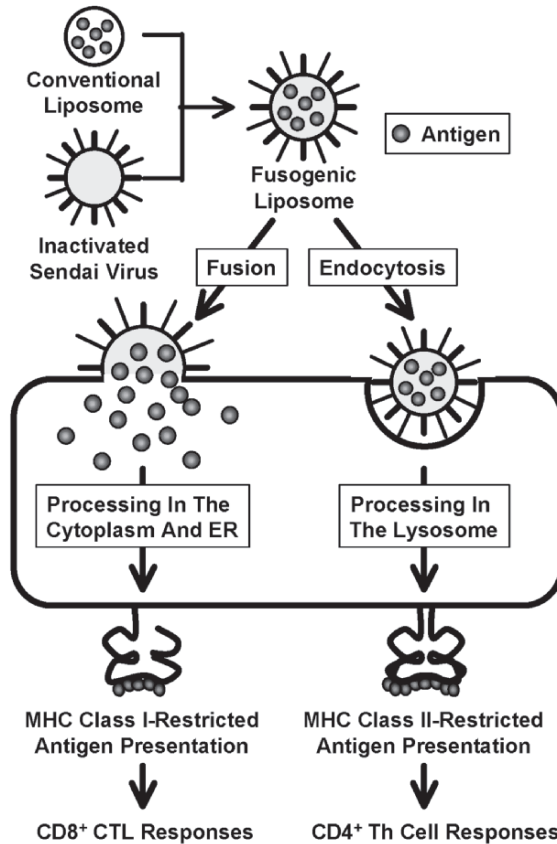 Conventional
Liposome
Inactivated
Sendai Virus
Fusogenic
Liposome
Antigen
Fusion
Endocytosis
Processing In The
Cytoplasm And ER
Processing In
The Lysosome
MHC Class I-Restricted
Antigen Presentation
MHC Class II-Restricted
Antigen Presentation
CD8⁺ CTL Responses
CD4⁺ Th Cell Responses